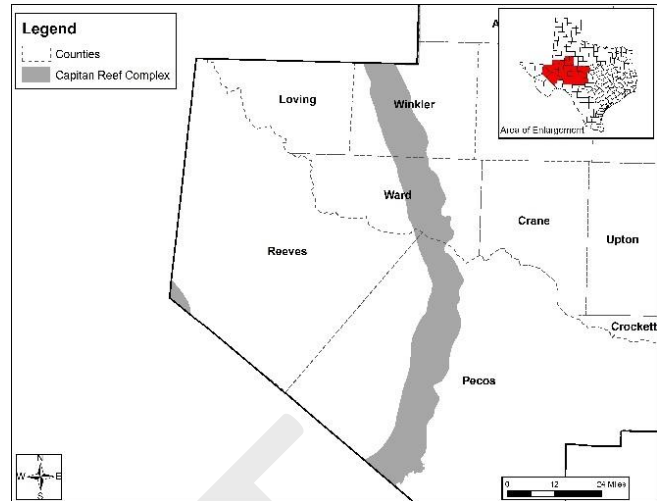 Legend
Counties
Capitan Reef Complex
A
Area of Enlargement
Loving
Winkler
Ward
Crane
Upton
Reeves
Crockett
Pecos
N
W E
S
0 12 24 Miles